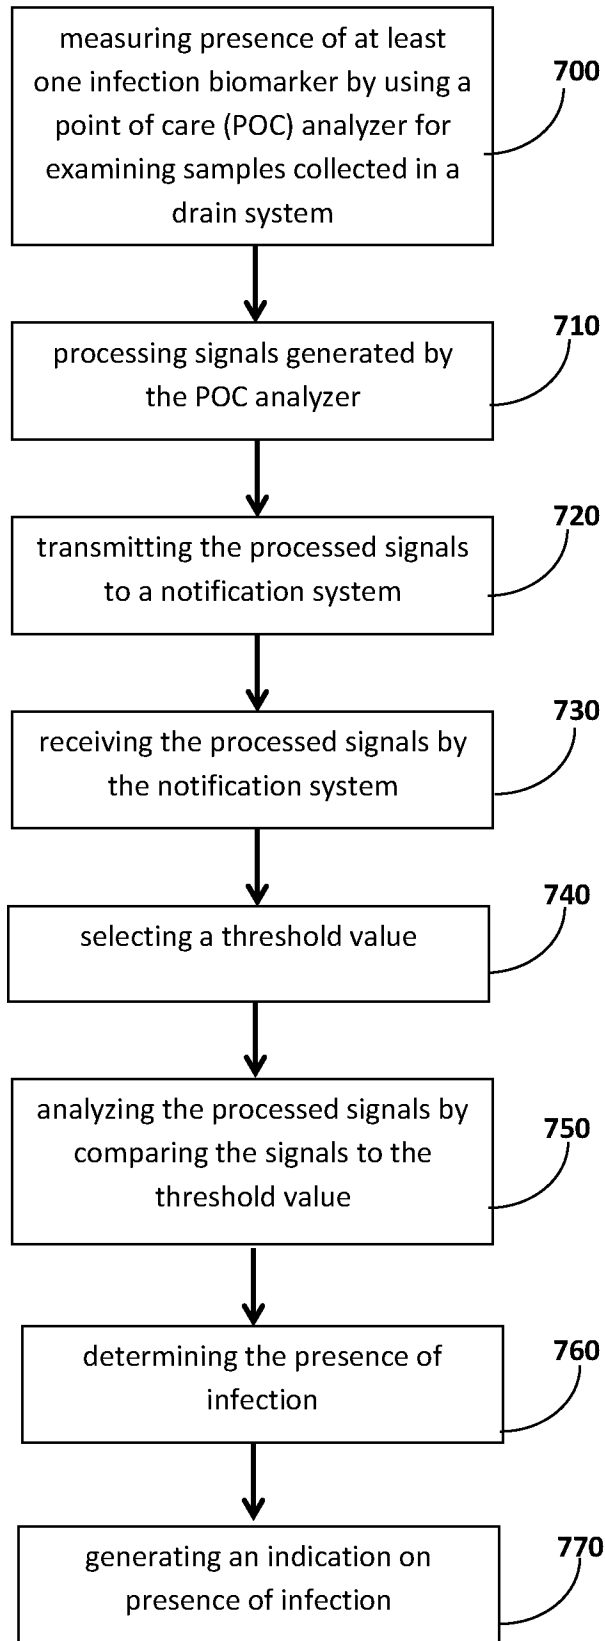 measuring presence of at least
one infection biomarker by using a
point of care (POC) analyzer for
examining samples collected in a
drain system
700
processing signals generated by
the POC analyzer
710
transmitting the processed signals
to a notification system
720
receiving the processed signals by
the notification system
730
selecting a threshold value
740
analyzing the processed signals by
comparing the signals to the
threshold value
750
determining the presence of
infection
760
generating an indication on
presence of infection
770